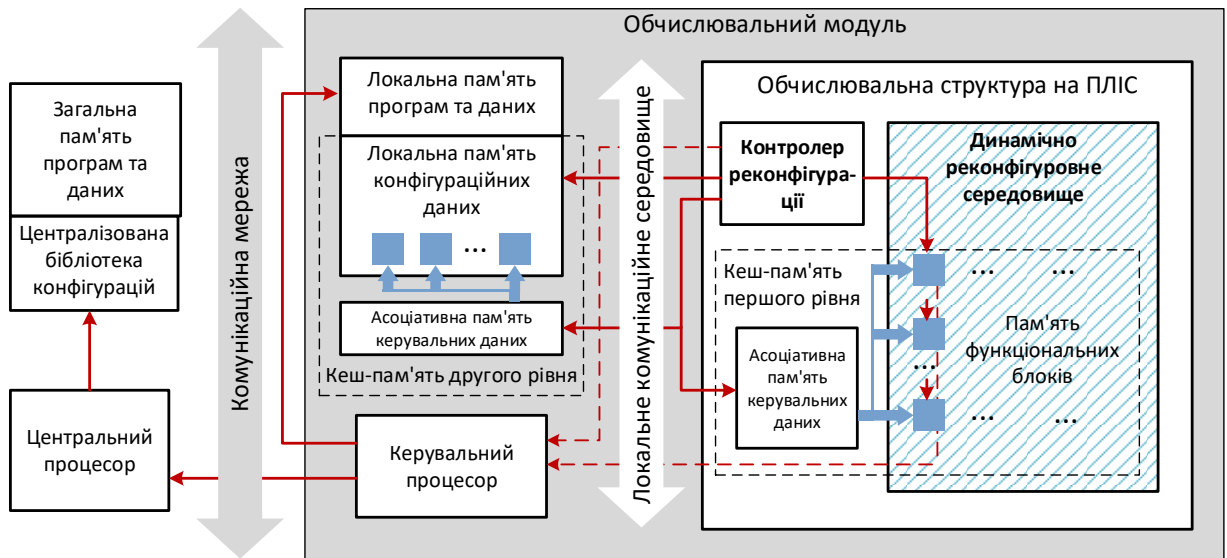 Обчислювальний модуль
Загальна
пам'ять
програм та
даних
Централізована
бібліотека
конфігурацій
Центральний
процесор
Комунікаційна мережа
Локальна пам'ять
програм та даних
Локальна пам'ять
конфігураційних
даних
...
Асоціативна пам'ять
керувальних даних
Кеш-пам'ять другого рівня
Керувальний
процесор
Локальне комунікаційне середовище
Обчислювальна структура на ПЛІС
Контролер
реконфігура-
ції
Динамічно
реконфігуровне
середовище
Кеш-пам'ять
першого рівня
Асоціативна
пам'ять
керувальних
даних
... ...
Пам'ять
функціональних
блоків
...
... ...